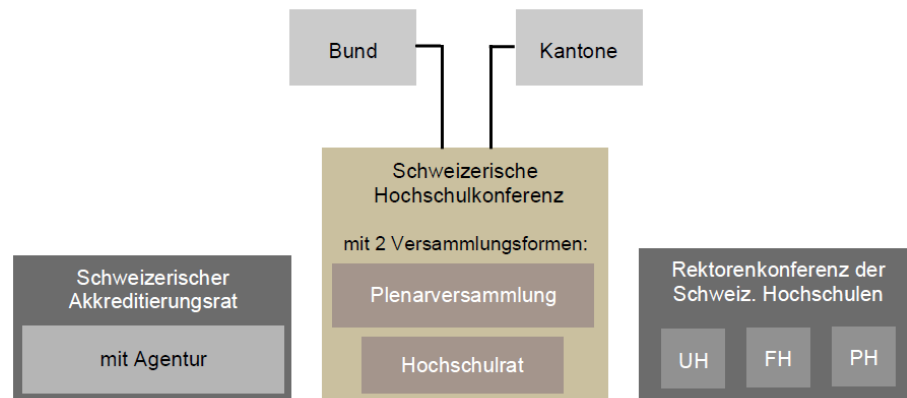 Bund
Kantone
Schweizerische
Hochschulkonferenz
mit 2 Versammlungsformen:
Plenarversammlung
Hochschulrat
Schweizerischer
Akkreditierungsrat
mit Agentur
Rektorenkonferenz der
Schweiz. Hochschulen
UH
FH
PH